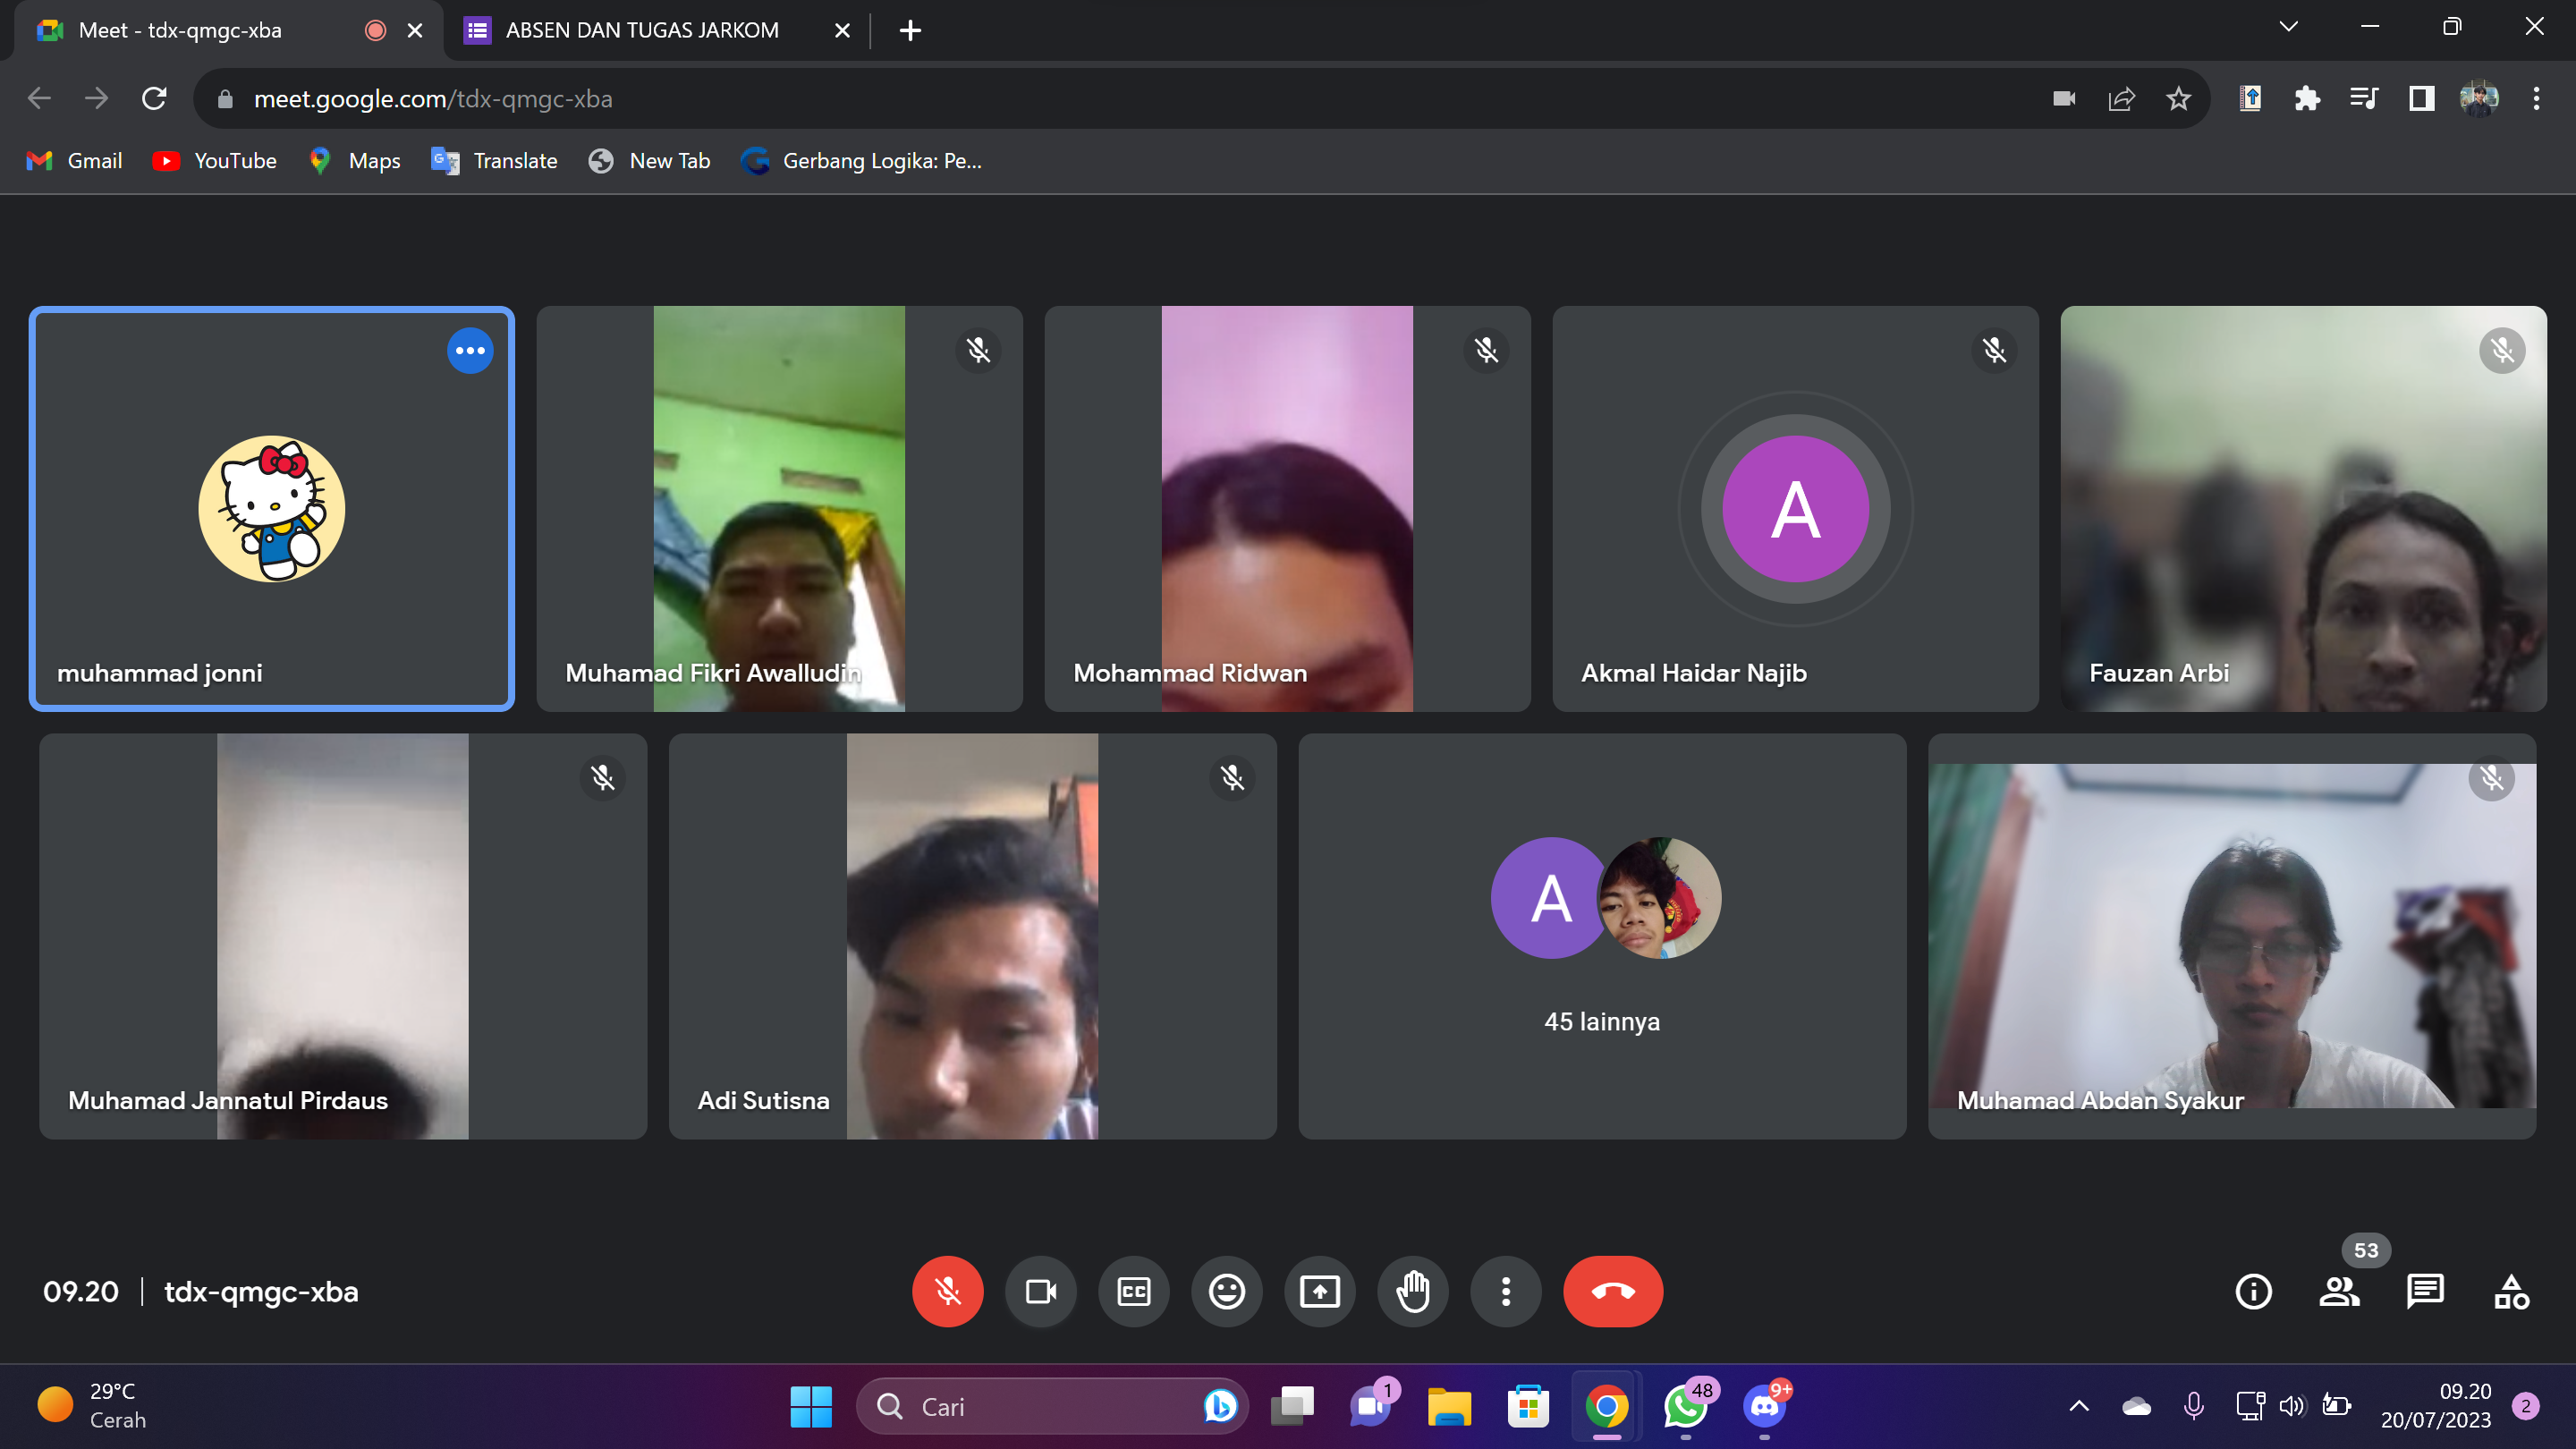 Meet - tdx-qmgc-xba
ABSEN DAN TUGAS JARKOM
meet.google.com/tdx-qmgc-xba
Gmail
YouTube
Maps
Translate
New Tab
Gerbang Logika: Pe...
muhammad jonni
Muhamad Fikri Awalludin
Mohammad Ridwan
A
Akmal Haidar Najib
Fauzan Arbi
Muhamad Jannatul Pirdaus
Adi Sutisna
A
45 lainnya
Muhamad Abdan Syakur
09.20 | tdx-qmgc-xba
CC
53
29°C
Cerah
Cari
1
48
9+
09.20
20/07/2023
2